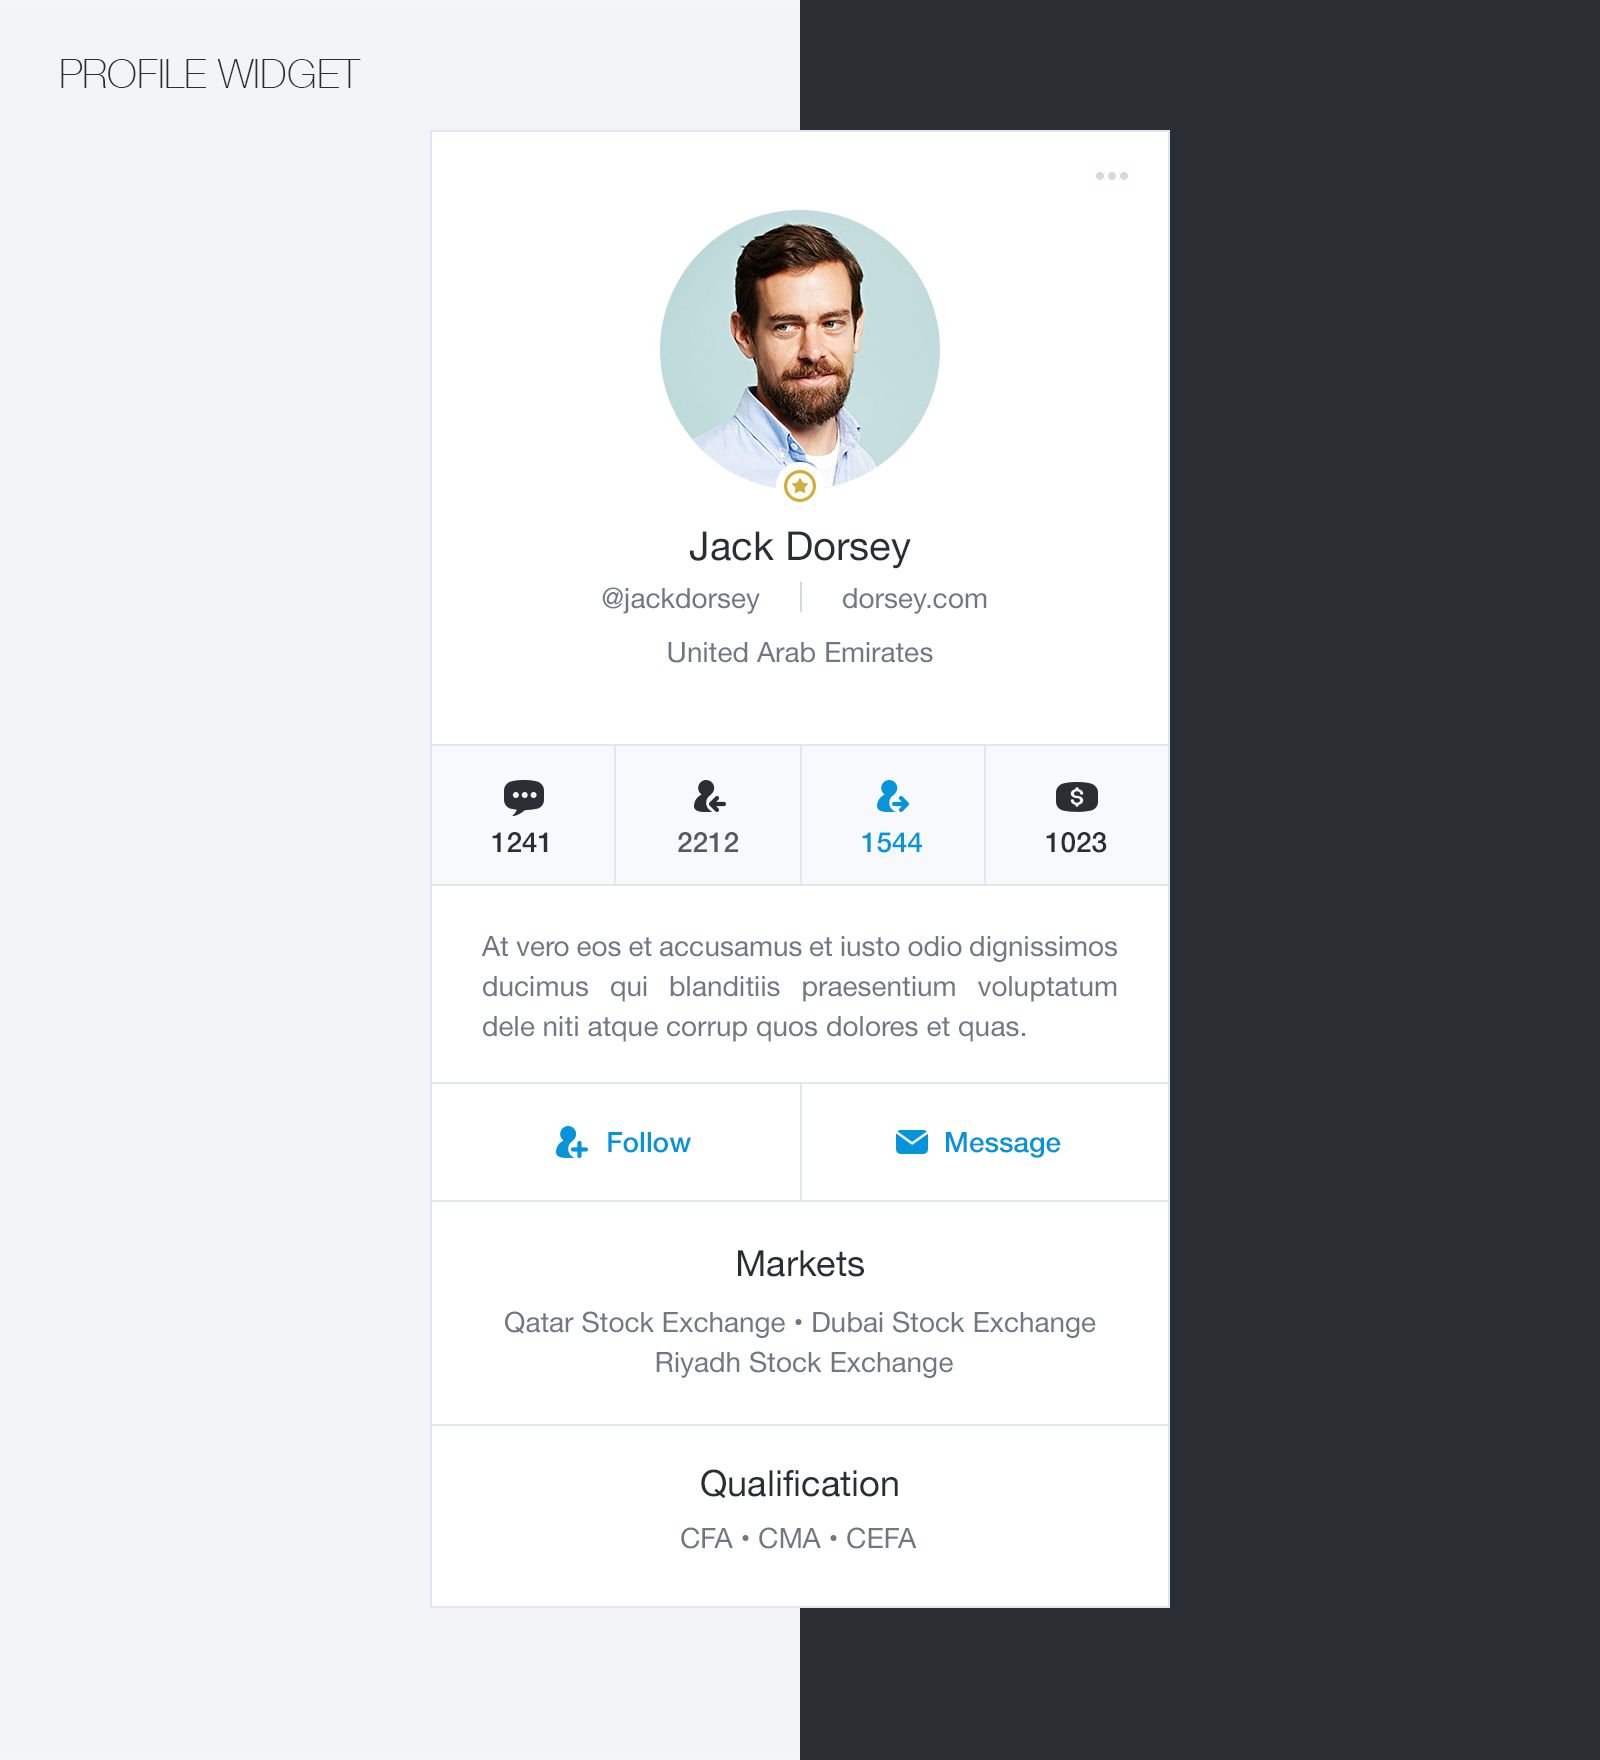 PROFILE WIDGET
Jack Dorsey
@jackdorsey dorsey.com
United Arab Emirates
1241 2212 1544 1023
At vero eos et accusamus et iusto odio dignissimos
ducimus qui blanditiis praesentium voluptatum
dele niti atque corrup quos dolores et quas.
Follow Message
Markets
Qatar Stock Exchange • Dubai Stock Exchange
Riyadh Stock Exchange
Qualification
CFA • CMA • CEFA